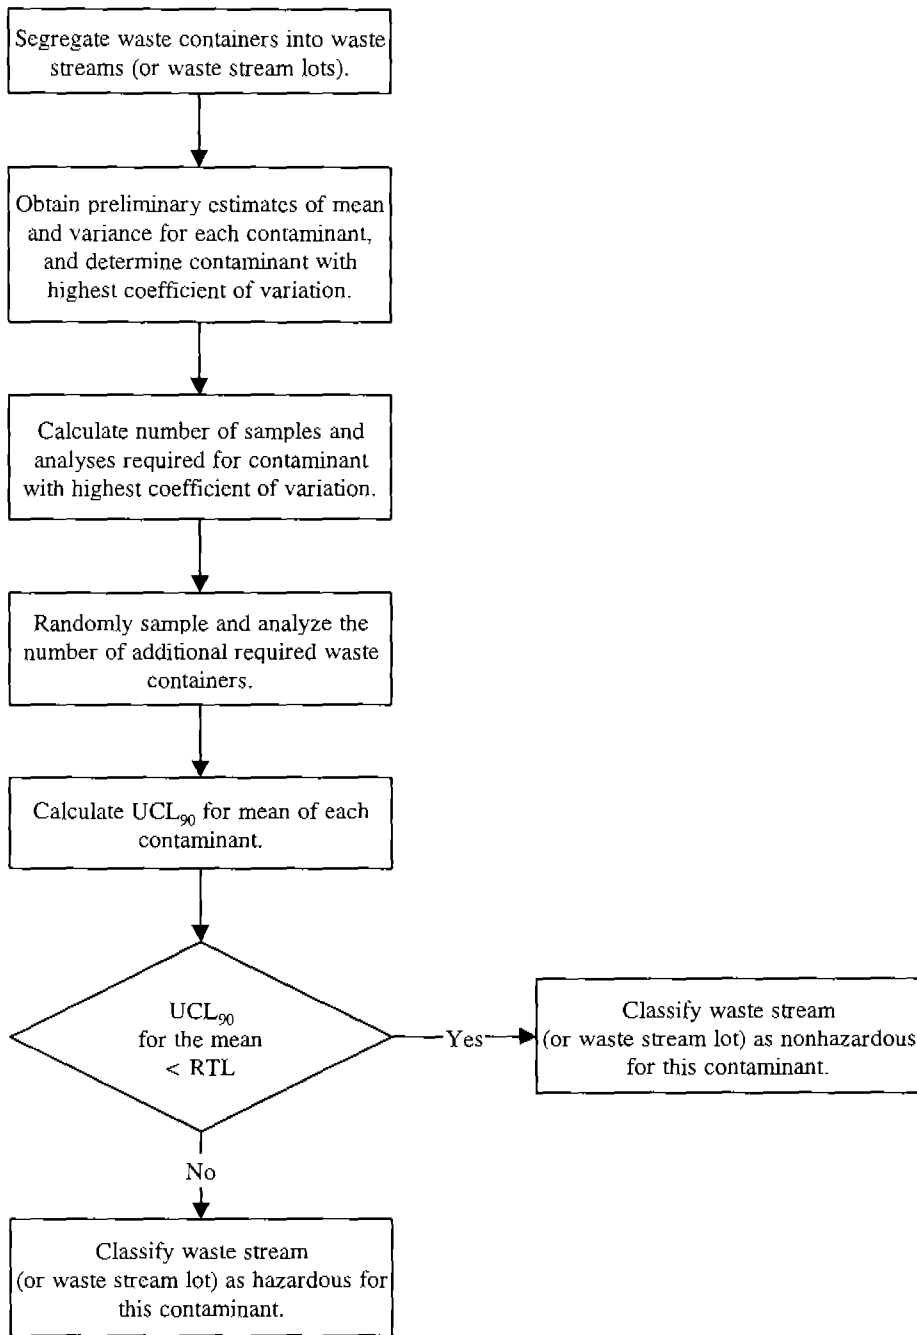 Segregate waste containers into waste
streams (or waste stream lots).
Obtain preliminary estimates of mean
and variance for each contaminant,
and determine contaminant with
highest coefficient of variation.
Calculate number of samples and
analyses required for contaminant
with highest coefficient of variation.
Randomly sample and analyze the
number of additional required waste
containers.
Calculate UCL90 for mean of each
contaminant.
UCL90
for the mean
< RTL
Yes
Classify waste stream
(or waste stream lot) as nonhazardous
for this contaminant.
No
Classify waste stream
(or waste stream lot) as hazardous for
this contaminant.